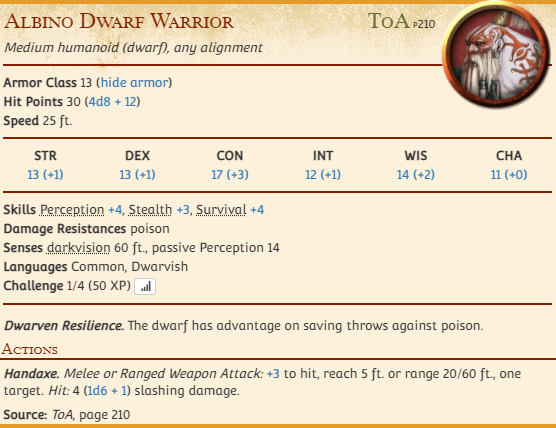 Albino Dwarf Warrior ToA p210
Medium humanoid (dwarf), any alignment
Armor Class 13 (hide armor)
Hit Points 30 (4d8 + 12)
Speed 25 ft.
STR DEX CON INT WIS CHA
13 (+1) 13 (+1) 17 (+3) 12 (+1) 14 (+2) 11 (+0)
Skills Perception +4, Stealth +3, Survival +4
Damage Resistances poison
Senses darkvision 60 ft., passive Perception 14
Languages Common, Dwarvish
Challenge 1/4 (50 XP)
Dwarven Resilience. The dwarf has advantage on saving throws against poison.
Actions
Handaxe. Melee or Ranged Weapon Attack: +3 to hit, reach 5 ft. or range 20/60 ft., one
target. Hit: 4 (1d6 + 1) slashing damage.
Source: ToA, page 210